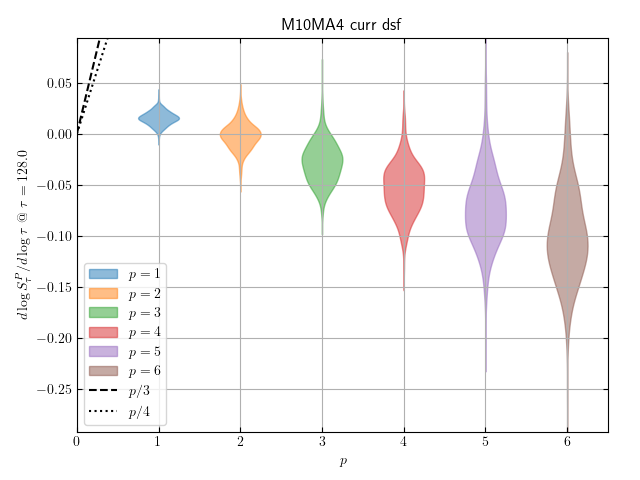 M10MA4 curr dsf
d log S_τ^P / d log τ @ τ = 128.0
0.05
0.00
−0.05
−0.10
−0.15
−0.20
−0.25
p = 1
p = 2
p = 3
p = 4
p = 5
p = 6
p/3
p/4
0 1 2 3 4 5 6
p